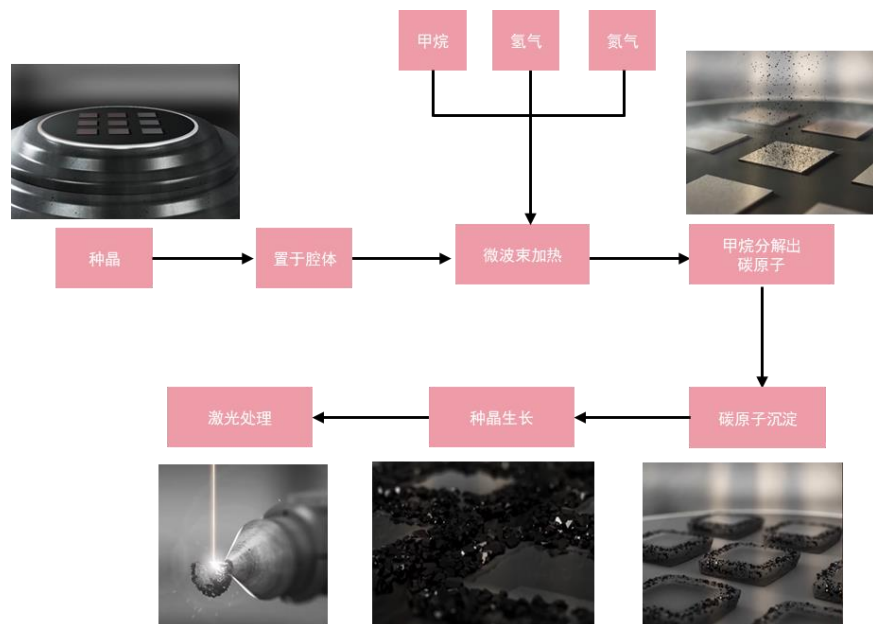 甲烷
氢气
氮气
种晶
置于腔体
微波束加热
甲烷分解出
碳原子
激光处理
种晶生长
碳原子沉淀